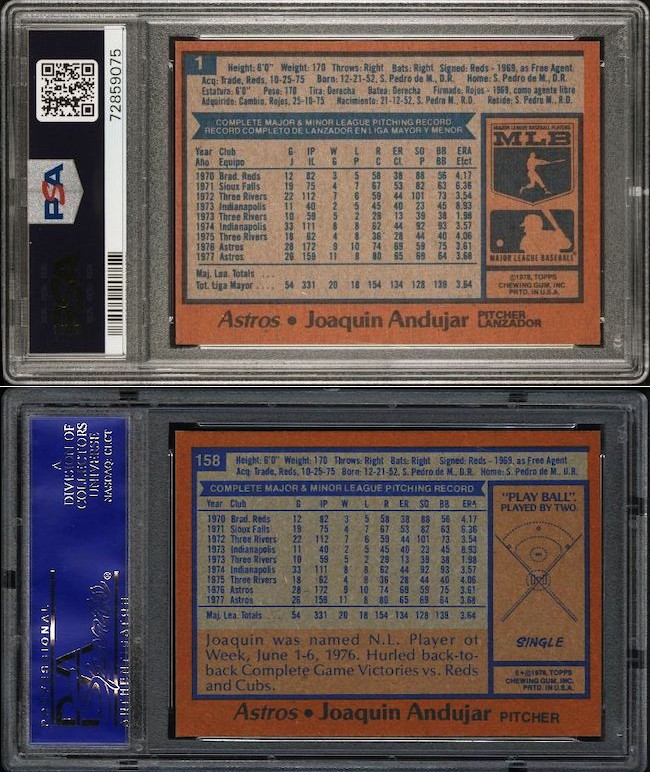 72859075
PSA
1
Height: 6'0" Weight: 170 Throws: Right Bats: Right Signed: Reds - 1969, as Free Agent
Acq: Trade, Reds, 10-25-75 Born: 12-21-52, S. Pedro de M., D.R. Home: S. Pedro de M., D.R.
Estatura: 6'0" Peso: 170 Tira: Derecha Batea: Derecha Firmado: Rojos - 1969, como agente libre
Adquirido: Cambio, Rojos, 25-10-75 Nacimiento: 21-12-52, S. Pedro M., R.D. Reside: S. Pedro M., R.D.
COMPLETE MAJOR & MINOR LEAGUE PITCHING RECORD
RECORD COMPLETO DE LANZADOR EN LIGA MAYOR Y MENOR
Year Club G IP W L R ER SO BB ERA
Año Equipo J IL G P C CL P BB Efct
1970 Brad. Reds 12 82 3 5 58 38 88 56 4.17
1971 Sioux Falls 19 75 4 7 67 53 82 63 6.36
1972 Three Rivers 22 112 7 6 59 44 101 73 3.54
1973 Indianapolis 11 40 2 5 45 40 23 45 8.93
1973 Three Rivers 10 59 5 2 29 13 39 38 1.98
1974 Indianapolis 33 111 8 8 62 44 92 93 3.57
1975 Three Rivers 18 62 4 8 36 28 44 40 4.06
1976 Astros 28 172 9 10 74 69 59 75 3.61
1977 Astros 26 159 11 8 80 65 69 64 3.68
Maj. Lea. Totals ...
Tot. Liga Mayor .... 54 331 20 18 154 134 128 139 3.64
MAJOR LEAGUE BASEBALL PLAYERS
MLB
MAJOR LEAGUE BASEBALL
©1978, TOPPS
CHEWING GUM, INC.
PRTD. IN U.S.A.
Astros • Joaquin Andujar PITCHER
LANZADOR
A
DIVISION OF
COLLECTORS
UNIVERSE
NASDAQ: CLCT
PROFESSIONAL
PSA
158
Height: 6'0" Weight: 170 Throws: Right Bats: Right Signed: Reds - 1969, as Free Agent
Acq: Trade, Reds, 10-25-75 Born: 12-21-52, S. Pedro de M., D.R. Home: S. Pedro de M., D.R.
COMPLETE MAJOR & MINOR LEAGUE PITCHING RECORD
Year Club G IP W L R ER SO BB ERA
1970 Brad. Reds 12 82 3 5 58 38 88 56 4.17
1971 Sioux Falls 19 75 4 7 67 53 82 63 6.36
1972 Three Rivers 22 112 7 6 59 44 101 73 3.54
1973 Indianapolis 11 40 2 5 45 40 23 45 8.93
1973 Three Rivers 10 59 5 2 29 13 39 38 1.98
1974 Indianapolis 33 111 8 8 62 44 92 93 3.57
1975 Three Rivers 18 62 4 8 36 28 44 40 4.06
1976 Astros 28 172 9 10 74 69 59 75 3.61
1977 Astros 26 159 11 8 80 65 69 64 3.68
Maj. Lea. Totals .... 54 331 20 18 154 134 128 139 3.64
Joaquin was named N.L. Player of
Week, June 1-6, 1976. Hurled back-to-
back Complete Game Victories vs. Reds
and Cubs.
"PLAY BALL".
PLAYED BY TWO
SINGLE
©1978, TOPPS
CHEWING GUM, INC.
PRTD. IN U.S.A.
Astros • Joaquin Andujar PITCHER